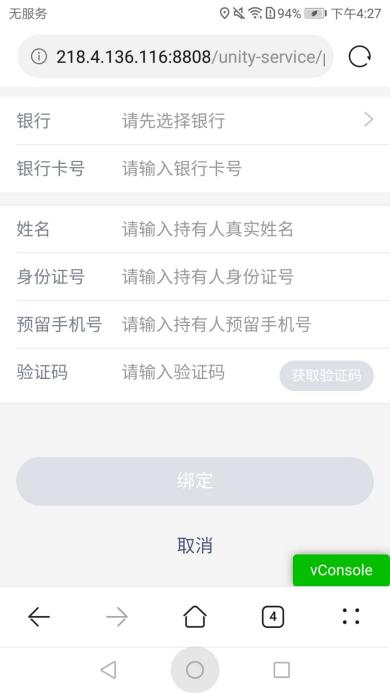 无服务 94% 下午4:27
218.4.136.116:8808/unity-service/
银行 请先选择银行
银行卡号 请输入银行卡号
姓名 请输入持有人真实姓名
身份证号 请输入持有人身份证号
预留手机号 请输入持有人预留手机号
验证码 请输入验证码 获取验证码
绑定
取消
vConsole
4